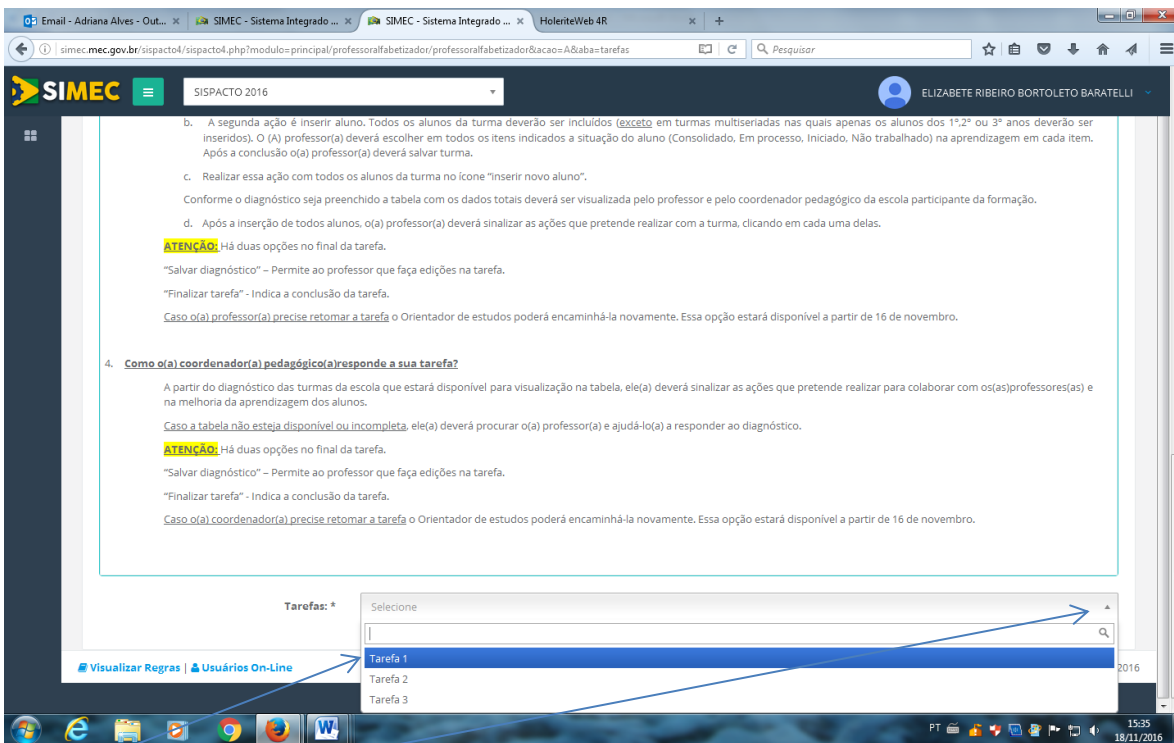 Email - Adriana Alves - Out... ×
SIMEC - Sistema Integrado ... ×
SIMEC - Sistema Integrado ... ×
HoleriteWeb 4R ×
simec.mec.gov.br/sispacto4/sispacto4.php?modulo=principal/professoralfabetizador/professoralfabetizador&acao=A&aba=tarefas
Pesquisar
SIMEC
SISPACTO 2016
ELIZABETE RIBEIRO BORTOLETO BARATELLI
b. A segunda ação é inserir aluno. Todos os alunos da turma deverão ser incluídos (exceto em turmas multiseriadas nas quais apenas os alunos dos 1º,2º ou 3º anos deverão ser
inseridos). O (A) professor(a) deverá escolher em todos os itens indicados a situação do aluno (Consolidado, Em processo, Iniciado, Não trabalhado) na aprendizagem em cada item.
Após a conclusão o(a) professor(a) deverá salvar turma.
c. Realizar essa ação com todos os alunos da turma no ícone "inserir novo aluno".
Conforme o diagnóstico seja preenchido a tabela com os dados totais deverá ser visualizada pelo professor e pelo coordenador pedagógico da escola participante da formação.
d. Após a inserção de todos alunos, o(a) professor(a) deverá sinalizar as ações que pretende realizar com a turma, clicando em cada uma delas.
ATENÇÃO: Há duas opções no final da tarefa.
"Salvar diagnóstico" – Permite ao professor que faça edições na tarefa.
"Finalizar tarefa" - Indica a conclusão da tarefa.
Caso o(a) professor(a) precise retomar a tarefa o Orientador de estudos poderá encaminhá-la novamente. Essa opção estará disponível a partir de 16 de novembro.
4. Como o(a) coordenador(a) pedagógico(a)responde a sua tarefa?
A partir do diagnóstico das turmas da escola que estará disponível para visualização na tabela, ele(a) deverá sinalizar as ações que pretende realizar para colaborar com os(as)professores(as) e
na melhoria da aprendizagem dos alunos.
Caso a tabela não esteja disponível ou incompleta, ele(a) deverá procurar o(a) professor(a) e ajudá-lo(a) a responder ao diagnóstico.
ATENÇÃO: Há duas opções no final da tarefa.
"Salvar diagnóstico" – Permite ao professor que faça edições na tarefa.
"Finalizar tarefa" - Indica a conclusão da tarefa.
Caso o(a) coordenador(a) precise retomar a tarefa o Orientador de estudos poderá encaminhá-la novamente. Essa opção estará disponível a partir de 16 de novembro.
Tarefas: * Selecione
Tarefa 1
Tarefa 2
Tarefa 3
Visualizar Regras | Usuários On-Line
2016
PT
15:35
18/11/2016